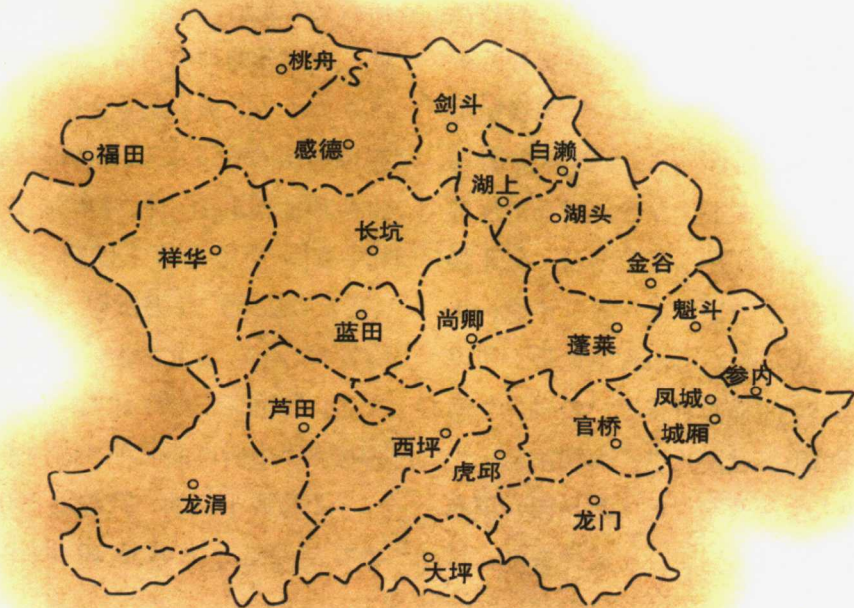 桃舟
剑斗
感德
福田
白濑
湖上
湖头
长坑
祥华
金谷
魁斗
蓝田
尚卿
蓬莱
参内
凤城
芦田
官桥
城厢
西坪
虎邱
龙涓
龙门
大坪